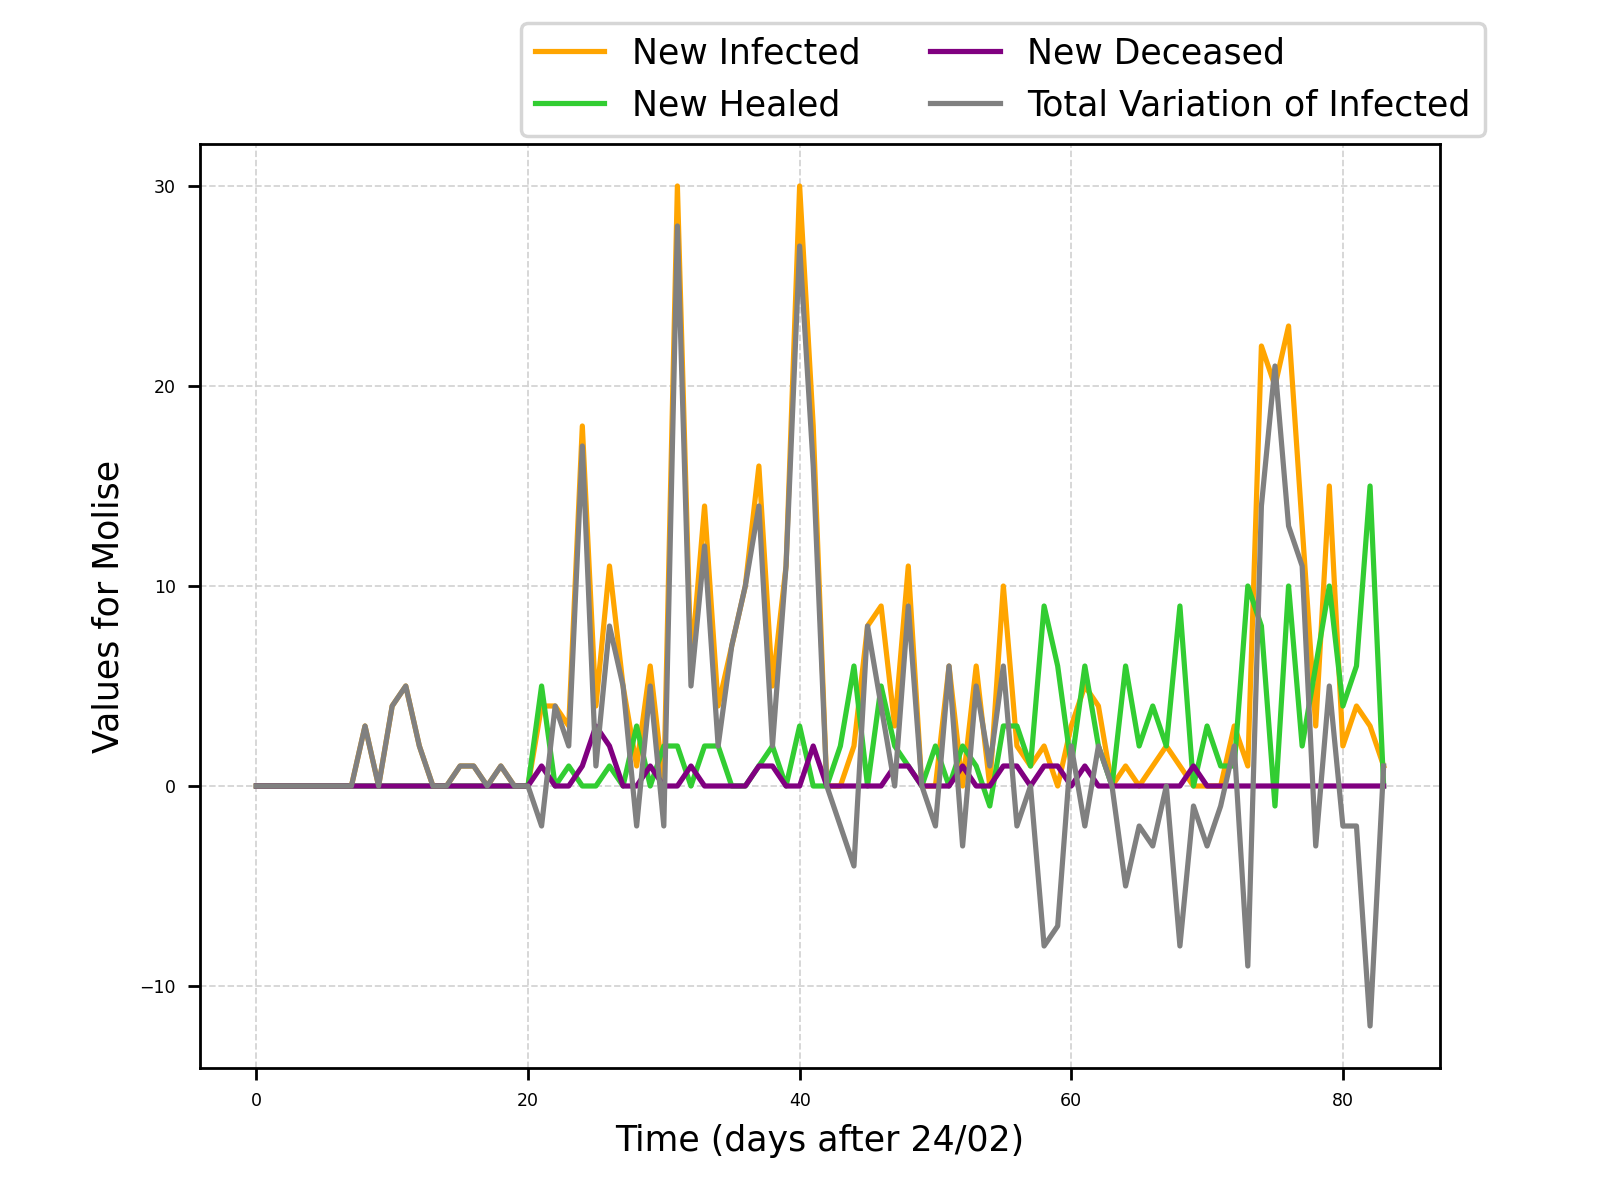 New Infected
New Healed
New Deceased
Total Variation of Infected
30
20
10
0
−10
Values for Molise
0 20 40 60 80
Time (days after 24/02)